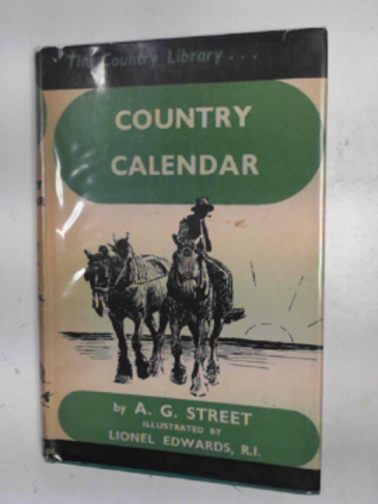 The Country Library...
COUNTRY
CALENDAR
by A. G. STREET
ILLUSTRATED BY
LIONEL EDWARDS, R.I.